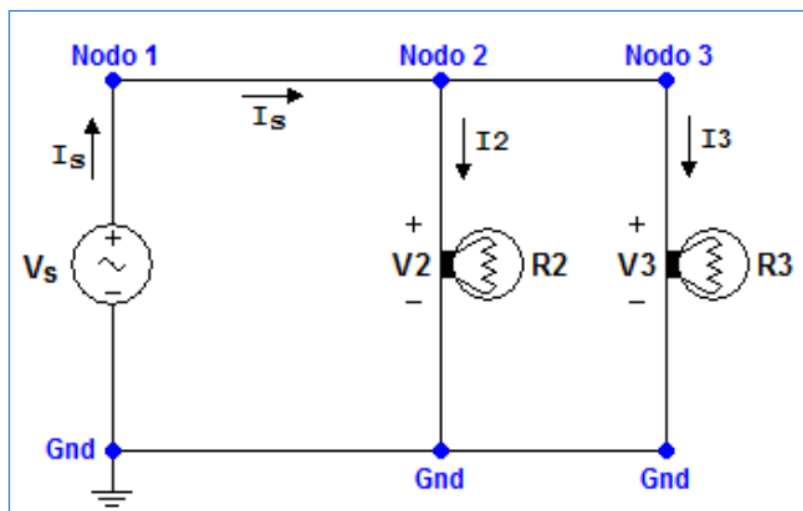 Nodo 1
Nodo 2
Nodo 3
Is
Is
I2
I3
+
Vs
−
+
V2
−
R2
+
V3
−
R3
Gnd
Gnd
Gnd